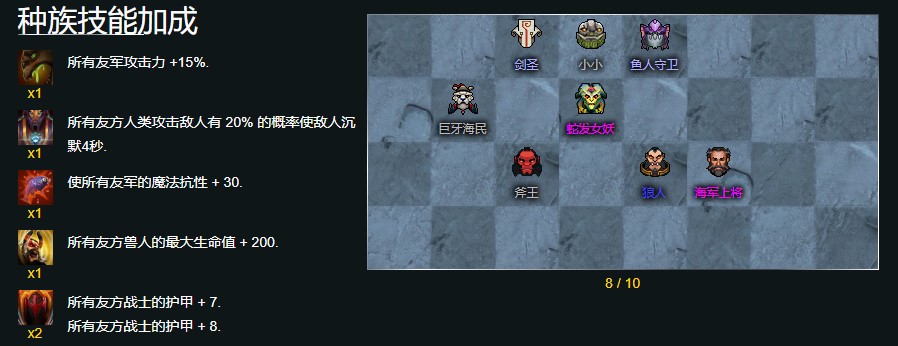 种族技能加成
所有友军攻击力 +15%.
x1
所有友方人类攻击敌人有 20% 的概率使敌人沉
默4秒.
x1
使所有友军的魔法抗性 + 30.
x1
所有友方兽人的最大生命值 + 200.
x1
所有友方战士的护甲 + 7.
所有友方战士的护甲 + 8.
x2
剑圣 小小 鱼人守卫
巨牙海民 蛇发女妖
斧王 狼人 海军上将
8 / 10